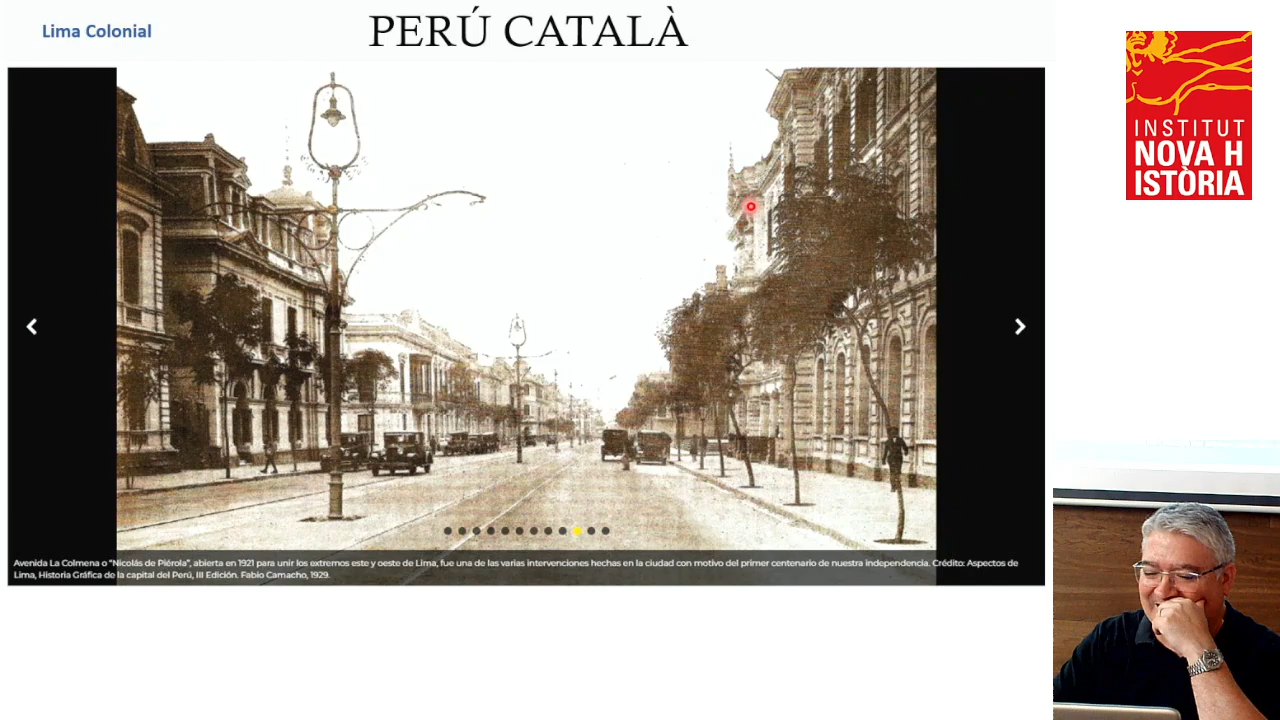 Lima Colonial
PERÚ CATALÀ
INSTITUT
NOVA H
ISTÒRIA
Avenida La Colmena o "Nicolás de Piérola", abierta en 1921 para unir los extremos este y oeste de Lima, fue una de las varias intervenciones hechas en la ciudad con motivo del primer centenario de nuestra independencia. Crédito: Aspectos de
Lima, Historia Gráfica de la capital del Perú, III Edición. Fabio Camacho, 1929.